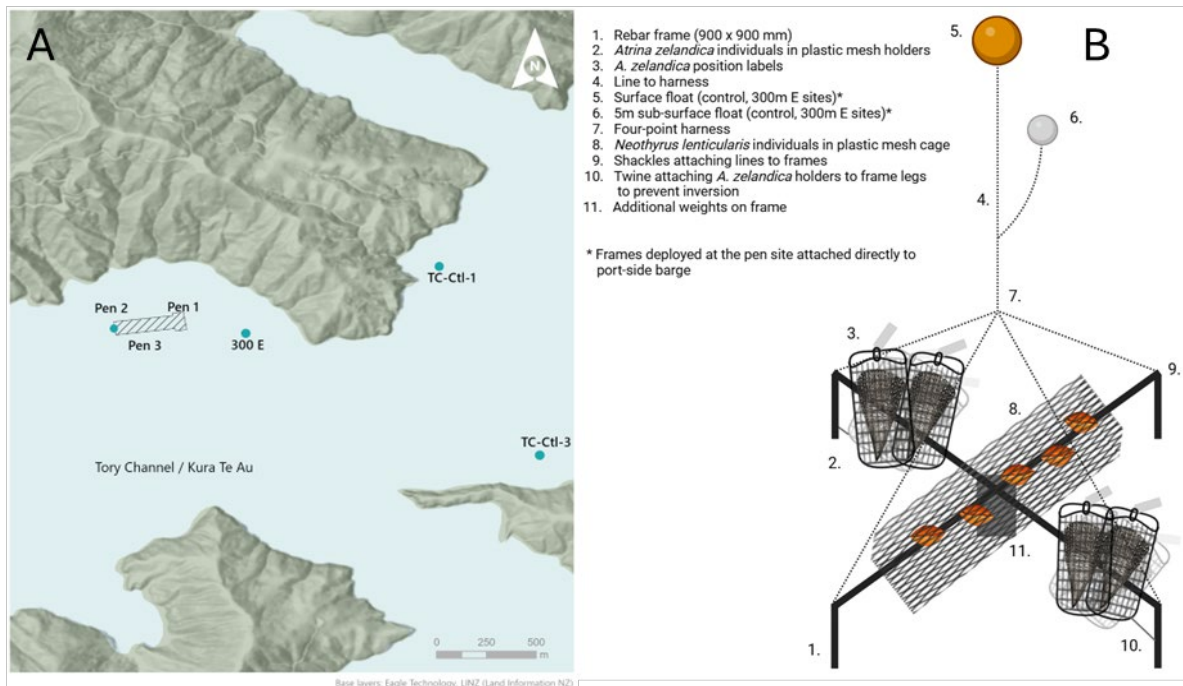 A
N
TC-Ctl-1
Pen 2
Pen 1
Pen 3
300 E
TC-Ctl-3
Tory Channel / Kura Te Au
0 250 500
m
Base layers: Eagle Technology, LINZ (Land Information NZ)
B
1. Rebar frame (900 x 900 mm)
2. Atrina zelandica individuals in plastic mesh holders
3. A. zelandica position labels
4. Line to harness
5. Surface float (control, 300m E sites)*
6. 5m sub-surface float (control, 300m E sites)*
7. Four-point harness
8. Neothyrus lenticularis individuals in plastic mesh cage
9. Shackles attaching lines to frames
10. Twine attaching A. zelandica holders to frame legs
to prevent inversion
11. Additional weights on frame
* Frames deployed at the pen site attached directly to
port-side barge
5.
6.
4.
7.
3.
9.
8.
2.
11.
1.
10.